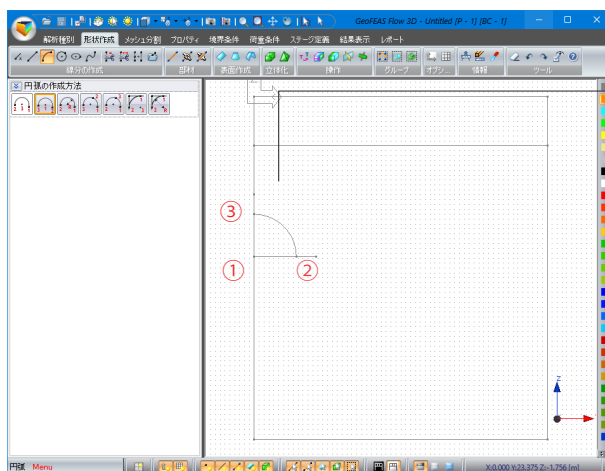 GeoFEAS Flow 3D - Untitled [P - 1] [BC - 1]
解析種別 形状作成 メッシュ分割 プロパティ 境界条件 荷重条件 ステージ定義 結果表示 レポート
線分の作成 部材 表面作成 立体化 操作 グループ オプシ... 情報 ツール
円弧の作成方法
③
① ②
Z
円弧 Menu
X:0.000 Y:23.375 Z:-1.756 [m]